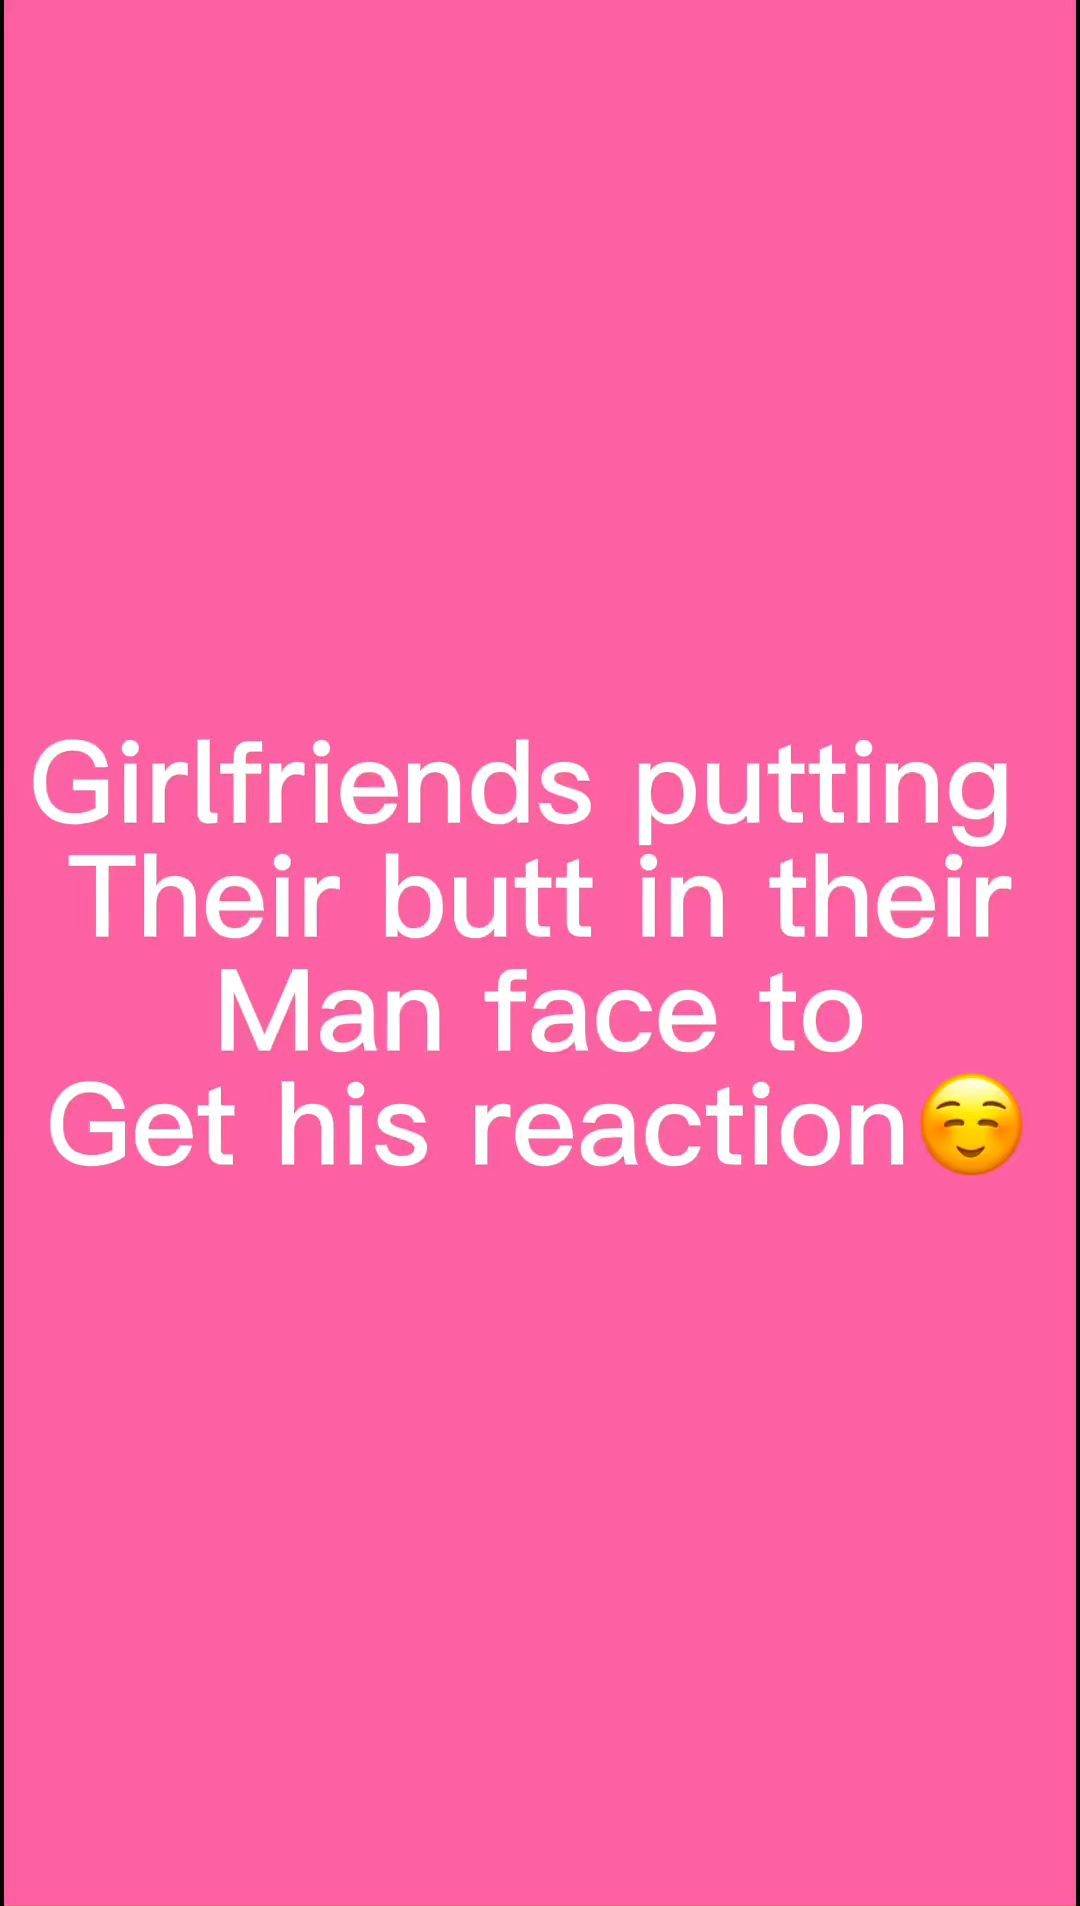 Girlfriends putting
Their butt in their
Man face to
Get his reaction☺️